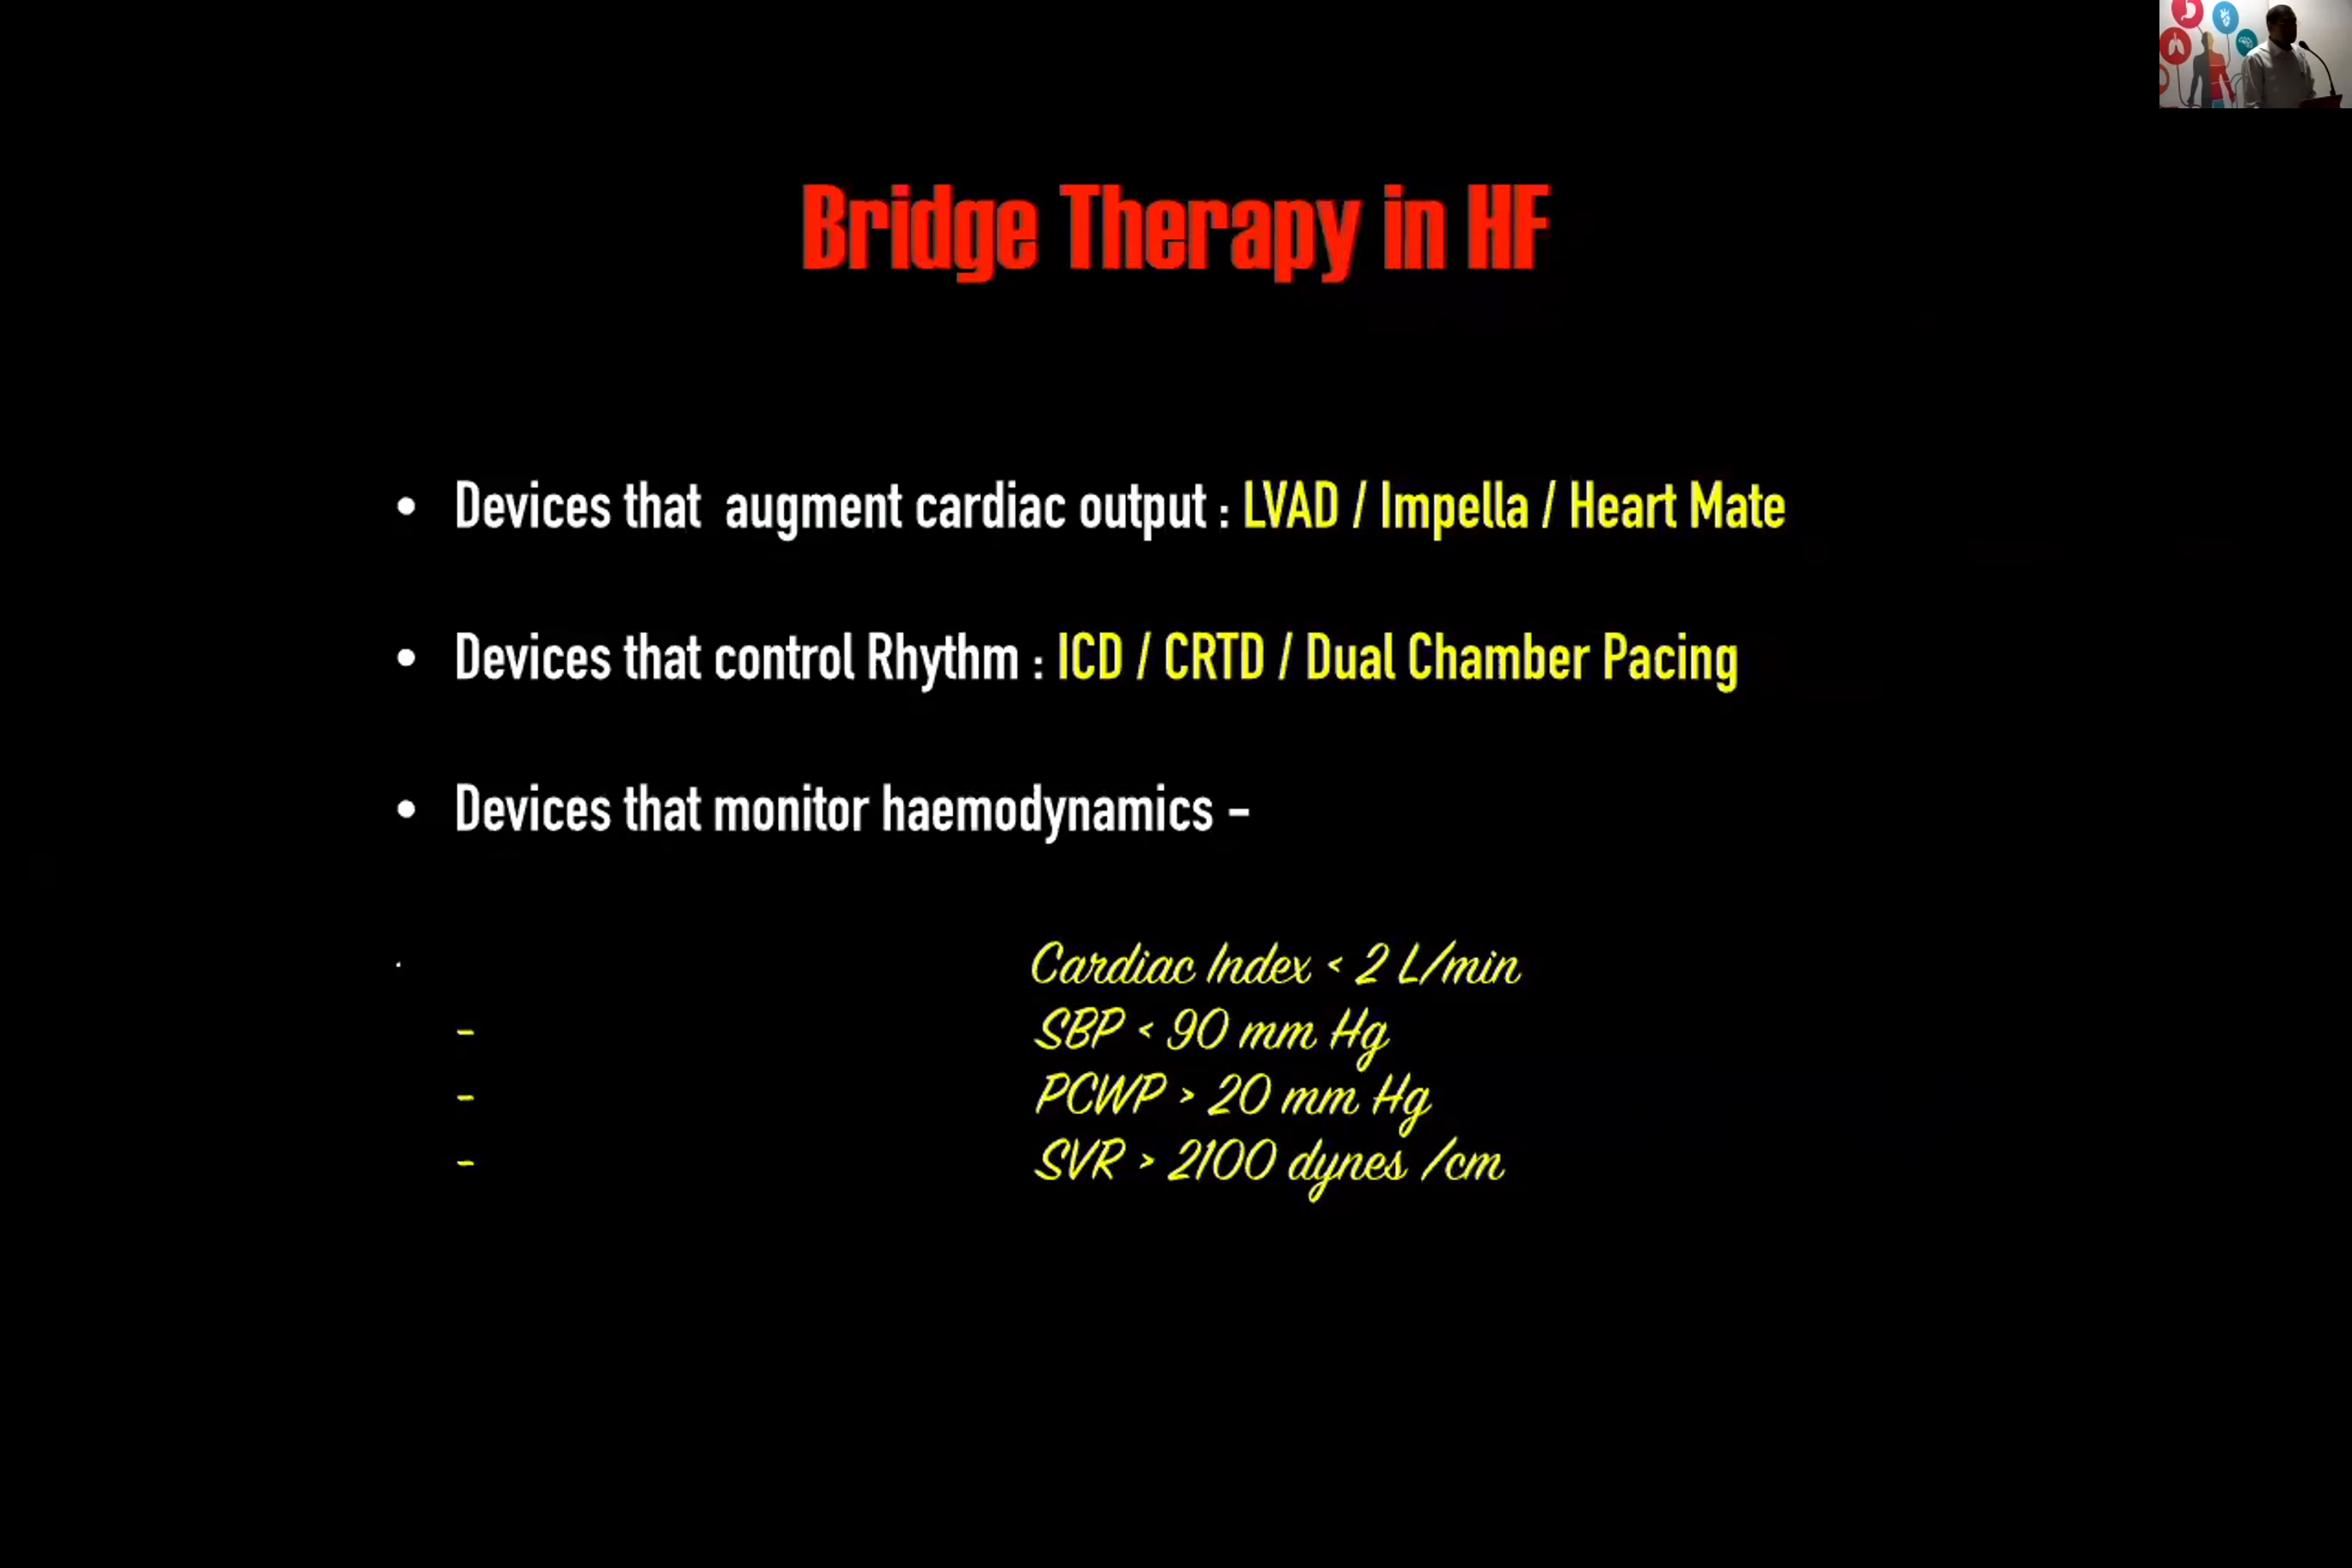 Bridge Therapy in HF
• Devices that augment cardiac output : LVAD / Impella / Heart Mate
• Devices that control Rhythm : ICD / CRTD / Dual Chamber Pacing
• Devices that monitor haemodynamics –
. Cardiac Index < 2 L/min
- SBP < 90 mm Hg
- PCWP > 20 mm Hg
- SVR > 2100 dynes /cm